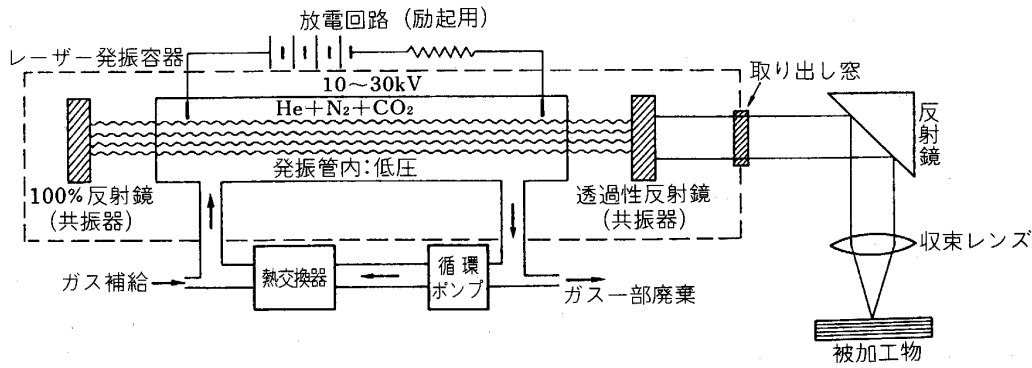 放電回路(励起用)
レーザー発振容器
10〜30kV
取り出し窓
He+N₂+CO₂
反射鏡
発振管内:低圧
100%反射鏡
(共振器)
透過性反射鏡
(共振器)
収束レンズ
ガス補給
熱交換器
循環
ポンプ
ガス一部廃棄
被加工物